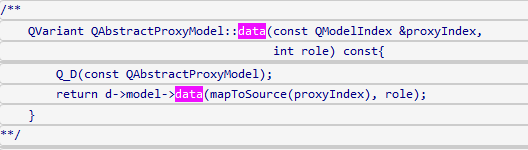 /**
QVariant QAbstractProxyModel::data(const QModelIndex &proxyIndex,
int role) const{
Q_D(const QAbstractProxyModel);
return d->model->data(mapToSource(proxyIndex), role);
}
**/